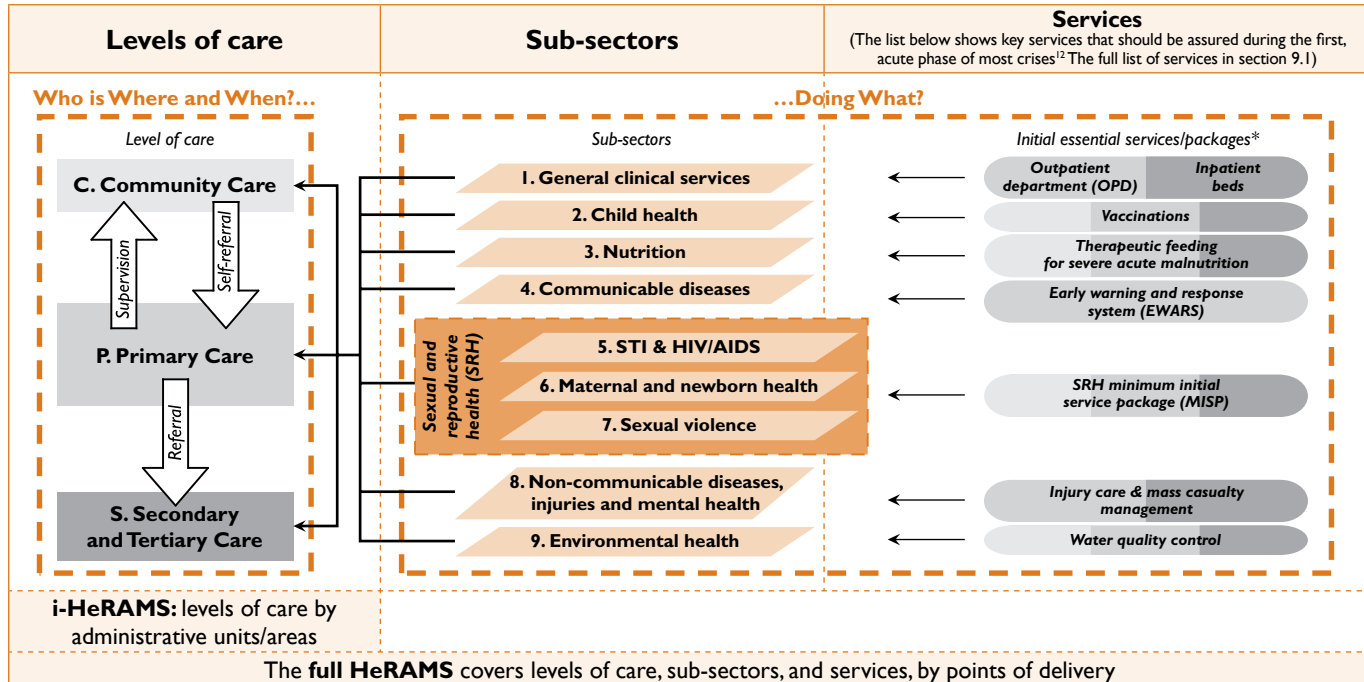 Levels of care
Sub-sectors
Services
(The list below shows key services that should be assured during the first,
acute phase of most crises¹² The full list of services in section 9.1)
Who is Where and When?...
...Doing What?
Level of care
Sub-sectors
Initial essential services/packages*
C. Community Care
Supervision
Self-referral
P. Primary Care
Referral
S. Secondary
and Tertiary Care
1. General clinical services
2. Child health
3. Nutrition
4. Communicable diseases
Sexual and
reproductive
health (SRH)
5. STI & HIV/AIDS
6. Maternal and newborn health
7. Sexual violence
8. Non-communicable diseases,
injuries and mental health
9. Environmental health
Outpatient
department (OPD)
Inpatient
beds
Vaccinations
Therapeutic feeding
for severe acute malnutrition
Early warning and response
system (EWARS)
SRH minimum initial
service package (MISP)
Injury care & mass casualty
management
Water quality control
i-HeRAMS: levels of care by
administrative units/areas
The full HeRAMS covers levels of care, sub-sectors, and services, by points of delivery